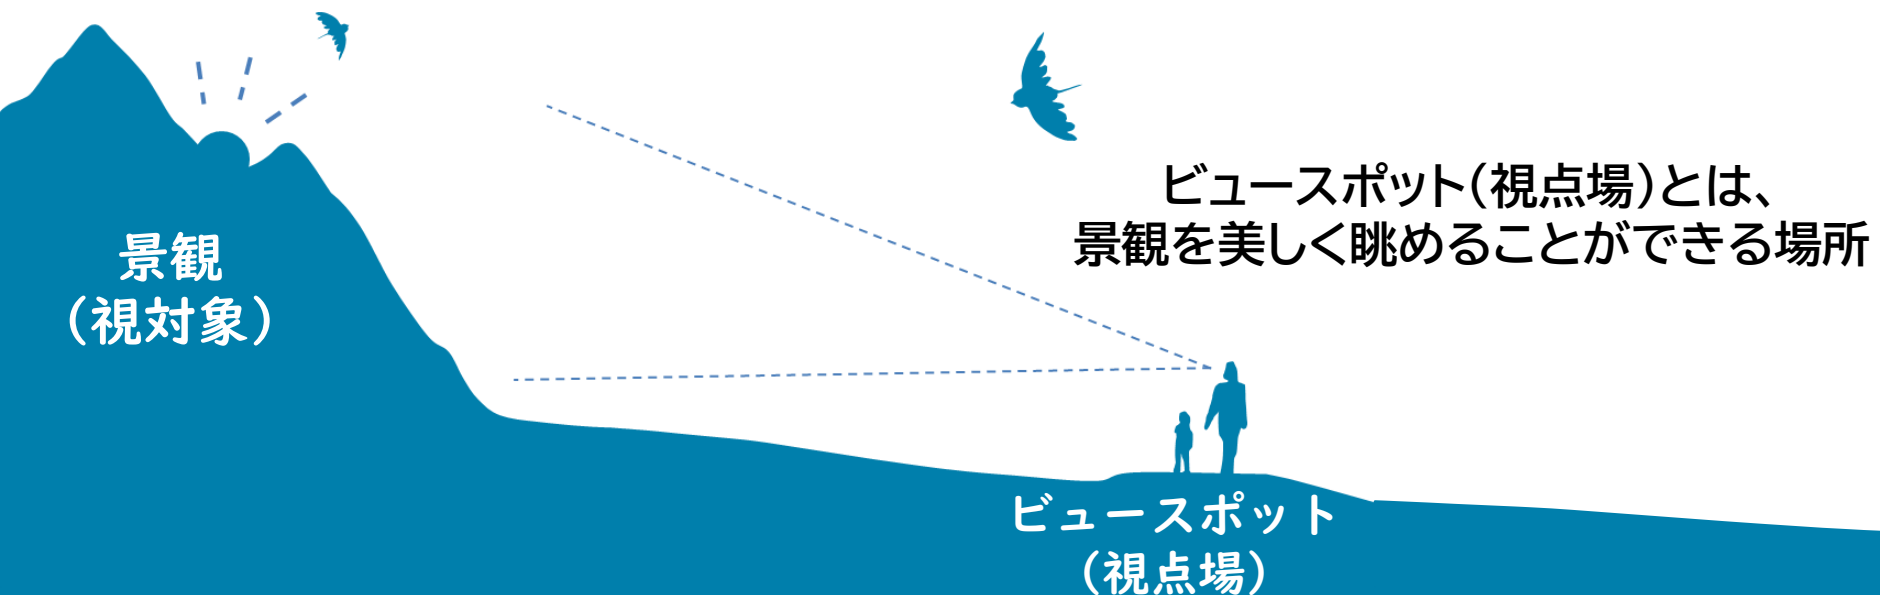 ビュースポット（視点場）とは、
景観を美しく眺めることができる場所
景観
（視対象）
ビュースポット
（視点場）